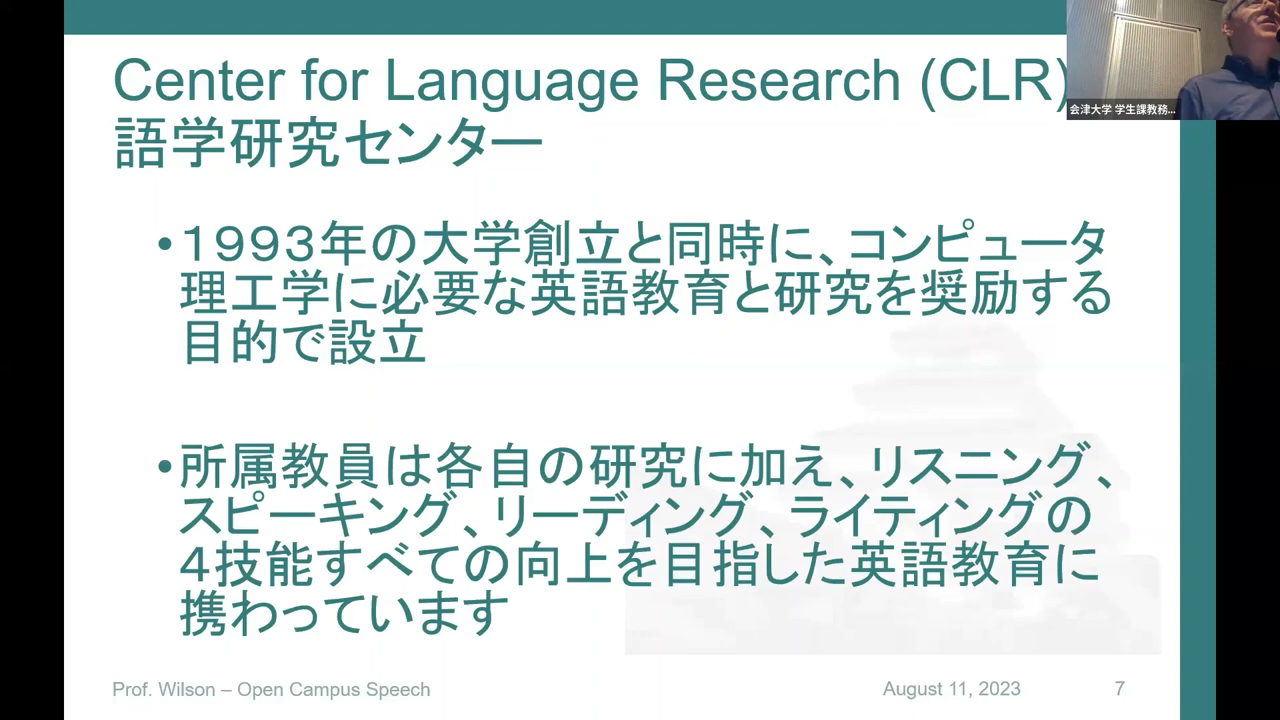 Center for Language Research (CLR)
語学研究センター
会津大学 学生課教務...
•１９９３年の大学創立と同時に、コンピュータ
理工学に必要な英語教育と研究を奨励する
目的で設立
•所属教員は各自の研究に加え、リスニング、
スピーキング、リーディング、ライティングの
４技能すべての向上を目指した英語教育に
携わっています
Prof. Wilson – Open Campus Speech
August 11, 2023
7